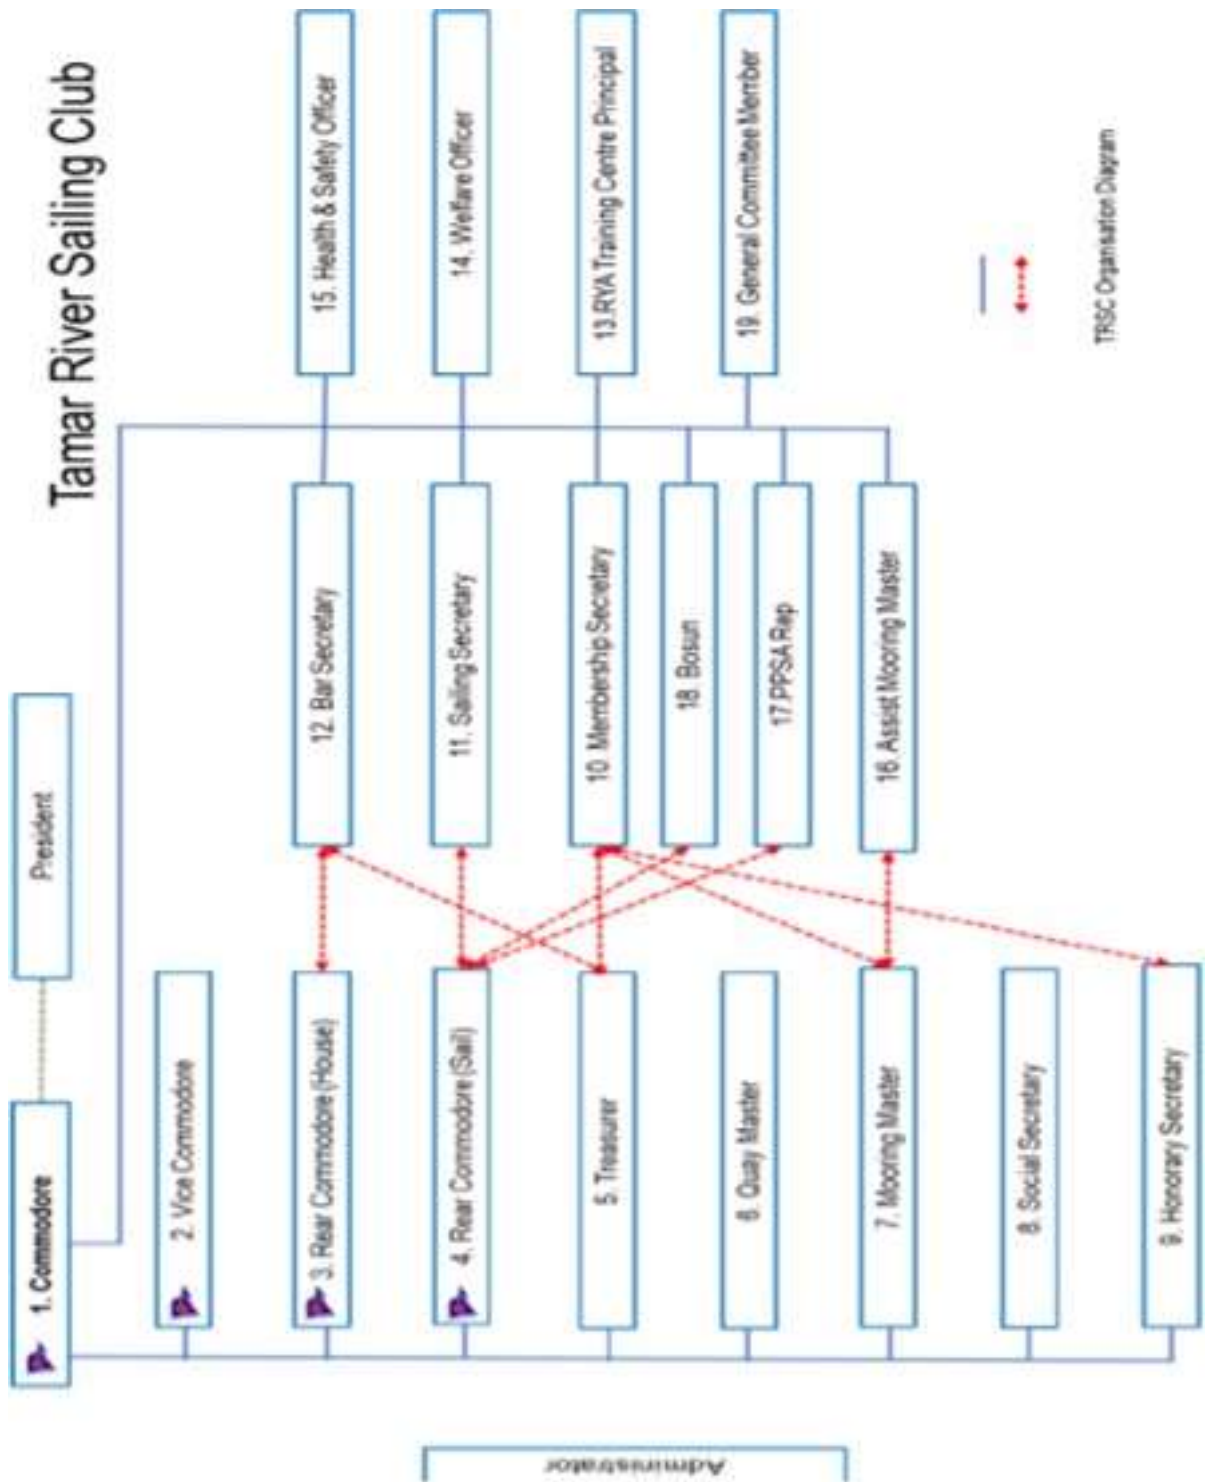 Tamar River Sailing Club
1. Commodore
President
2. Vice Commodore
3. Rear Commodore (House)
12. Bar Secretary
15. Health & Safety Officer
4. Rear Commodore (Sail)
11. Sailing Secretary
14. Welfare Officer
5. Treasurer
10. Membership Secretary
13.RYA Training Centre Principal
18. Bosun
6. Quay Master
17.PPSA Rep
19. General Committee Member
7. Mooring Master
16. Assist Mooring Master
8. Social Secretary
9. Honorary Secretary
Administrator
TRSC Organisation Diagram